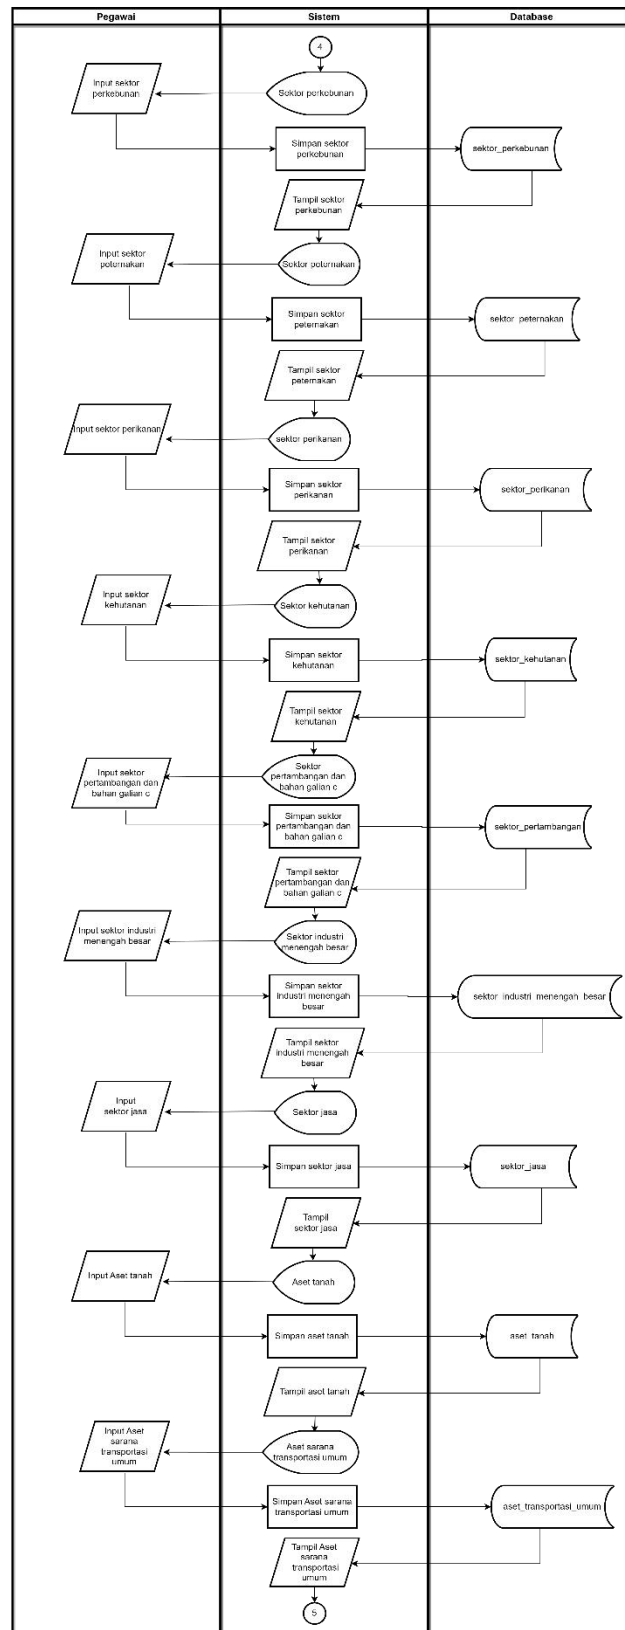 Pegawai
Sistem
Database
4
Sektor perkebunan
Input sektor
perkebunan
Simpan sektor
perkebunan
sektor_perkebunan
Tampil sektor
perkebunan
Sektor peternakan
Input sektor
peternakan
Simpan sektor
peternakan
sektor_peternakan
Tampil sektor
peternakan
sektor perikanan
Input sektor perikanan
Simpan sektor
perikanan
sektor_perikanan
Tampil sektor
perikanan
Sektor kehutanan
Input sektor
kehutanan
Simpan sektor
kehutanan
sektor_kehutanan
Tampil sektor
kehutanan
Sektor
pertambangan dan
bahan galian c
Input sektor
pertambangan dan
bahan galian c
Simpan sektor
pertambangan dan
bahan galian c
sektor_pertambangan
Tampil sektor
pertambangan dan
bahan galian c
Sektor industri
menengah besar
Input sektor industri
menengah besar
Simpan sektor
Industri menengah
besar
sektor_industri_menengah_besar
Tampil sektor
industri menengah
besar
Sektor jasa
Input
sektor jasa
Simpan sektor jasa
sektor_jasa
Tampil
sektor jasa
Aset tanah
Input Aset tanah
Simpan aset tanah
aset_tanah
Tampil aset tanah
Aset sarana
transportasi umum
Input Aset
sarana
transportasi
umum
Simpan Aset sarana
transportasi umum
aset_transportasi_umum
Tampil Aset
sarana
transportasi
umum
5